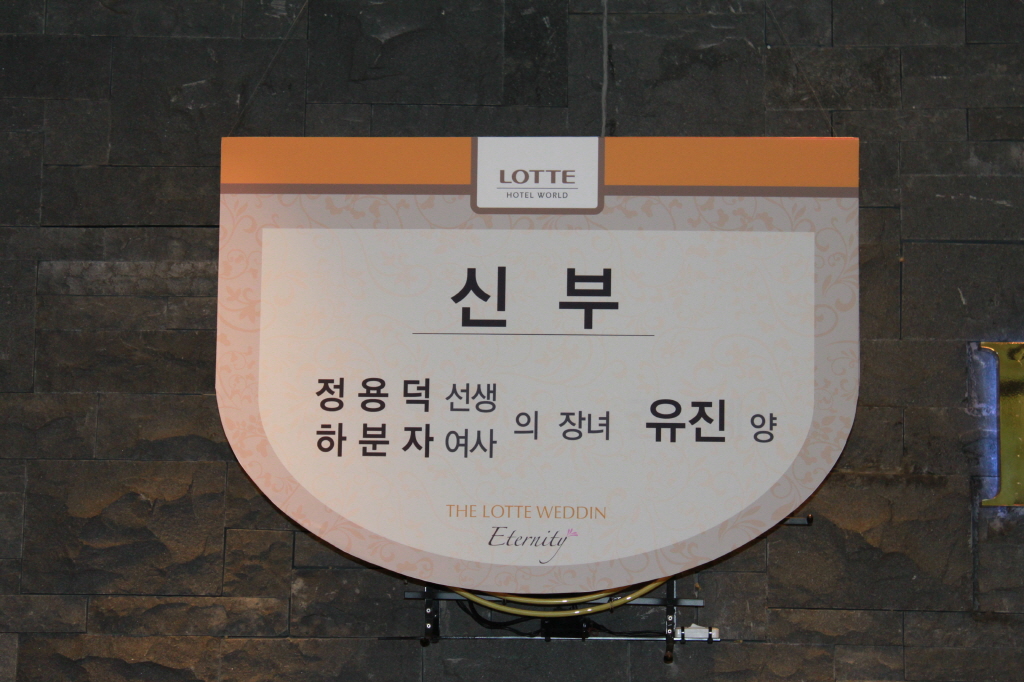 LOTTE
HOTEL WORLD
신 부
정 용 덕 선생
하 분 자 여사
의 장녀 유진 양
THE LOTTE WEDDIN
Eternity